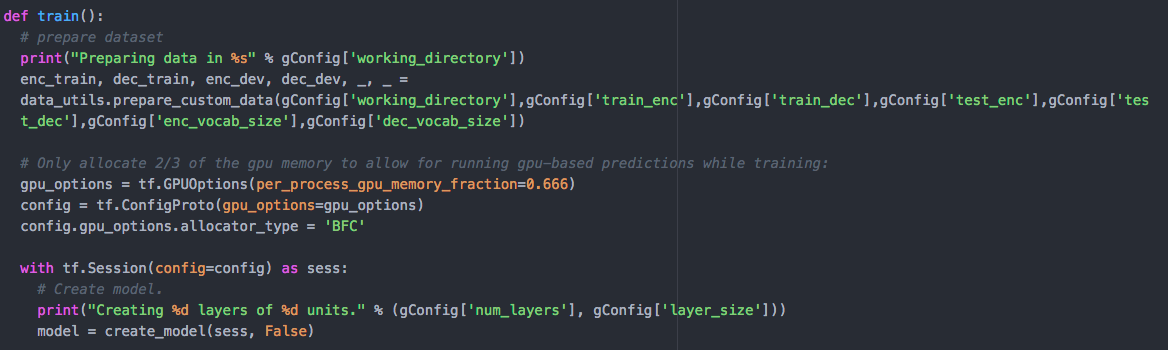 def train():
  # prepare dataset
  print("Preparing data in %s" % gConfig['working_directory'])
  enc_train, dec_train, enc_dev, dec_dev, _, _ =
  data_utils.prepare_custom_data(gConfig['working_directory'],gConfig['train_enc'],gConfig['train_dec'],gConfig['test_enc'],gConfig['tes
  t_dec'],gConfig['enc_vocab_size'],gConfig['dec_vocab_size'])

  # Only allocate 2/3 of the gpu memory to allow for running gpu-based predictions while training:
  gpu_options = tf.GPUOptions(per_process_gpu_memory_fraction=0.666)
  config = tf.ConfigProto(gpu_options=gpu_options)
  config.gpu_options.allocator_type = 'BFC'

  with tf.Session(config=config) as sess:
    # Create model.
    print("Creating %d layers of %d units." % (gConfig['num_layers'], gConfig['layer_size']))
    model = create_model(sess, False)